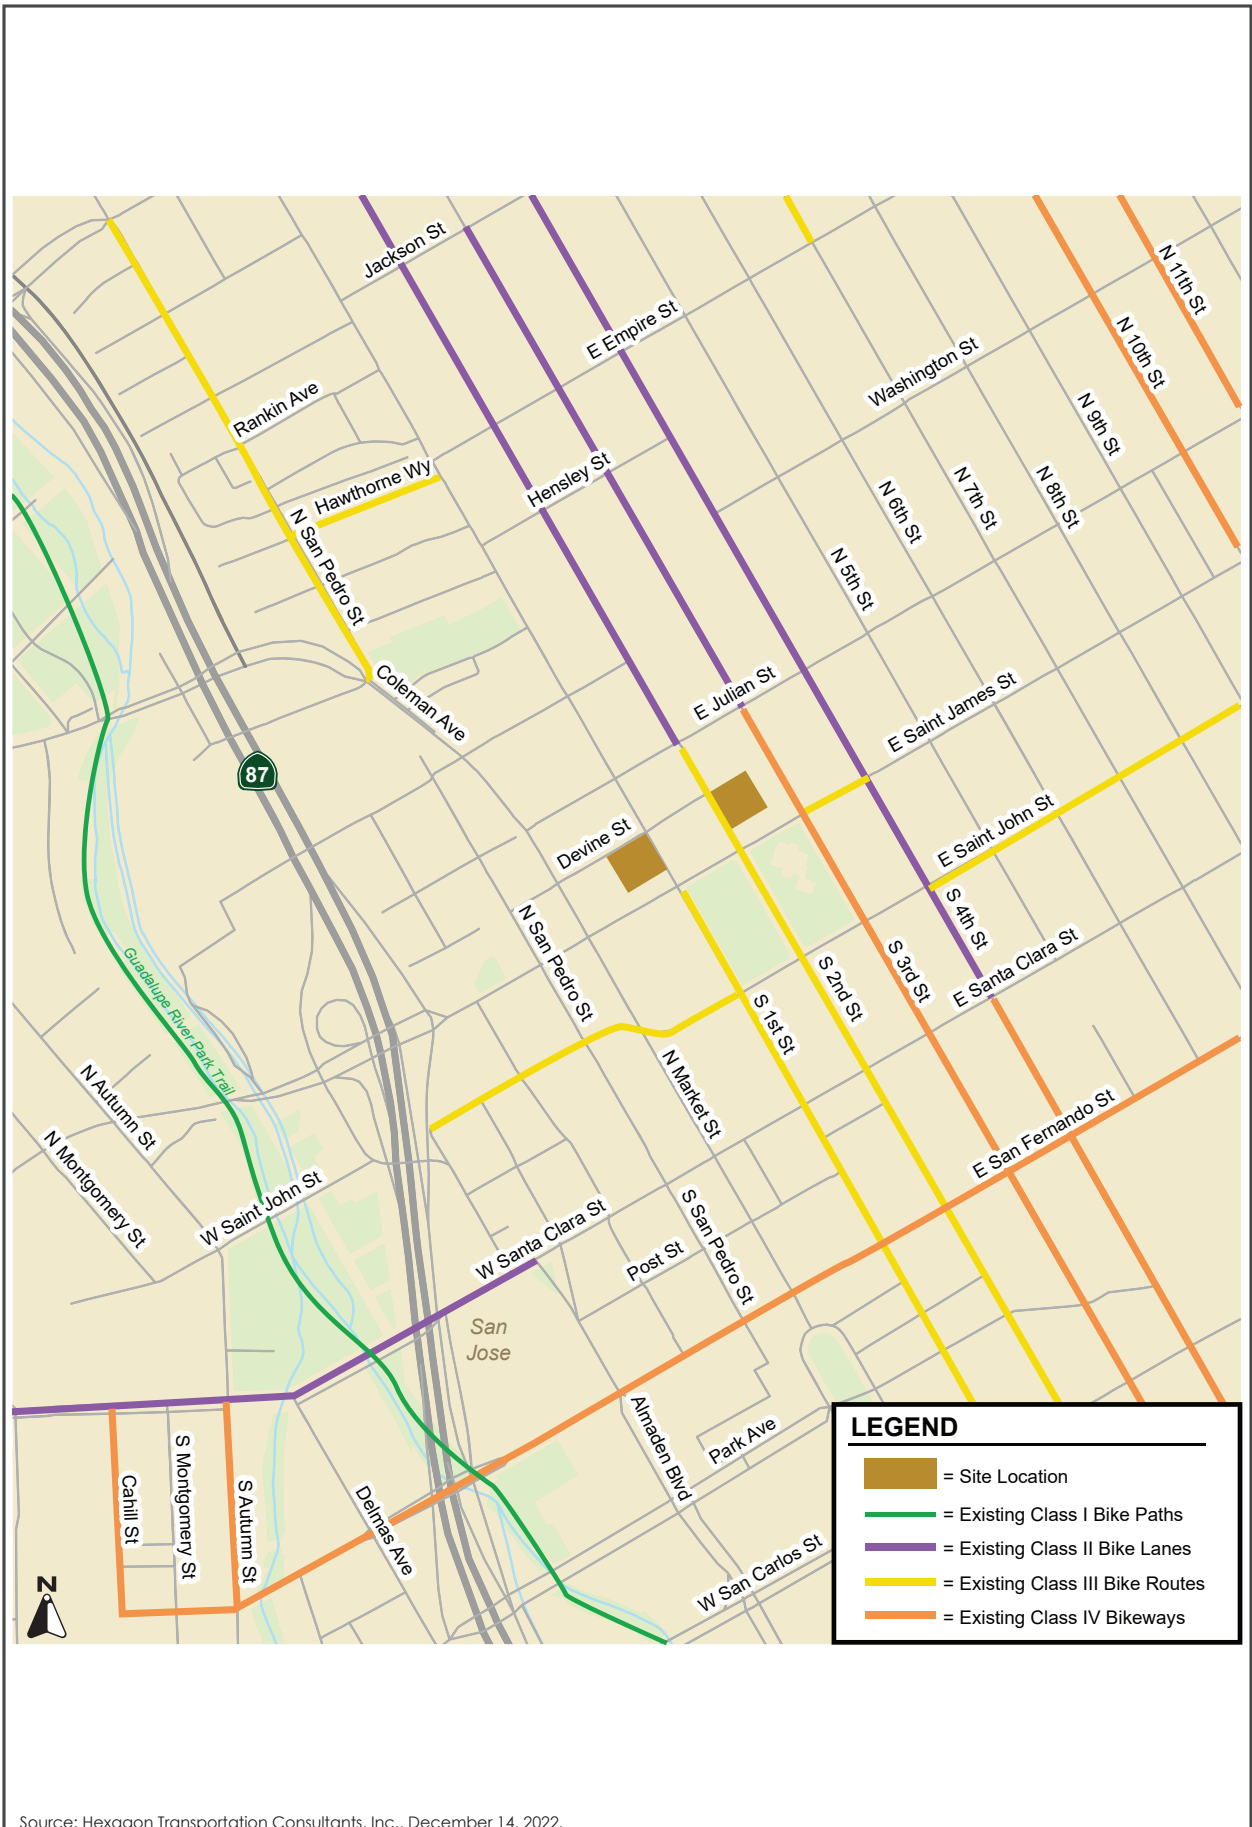 Jackson St
E Empire St
N 11th St
N 10th St
Washington St
Rankin Ave
N 9th St
Hawthorne Wy
Hensley St
N 6th St
N 7th St
N 8th St
N San Pedro St
N 5th St
Coleman Ave
E Julian St
E Saint James St
87
Devine St
E Saint John St
N San Pedro St
S 4th St
Guadalupe River Park Trail
S 3rd St
E Santa Clara St
S 2nd St
S 1st St
N Autumn St
N Market St
N Montgomery St
E San Fernando St
W Saint John St
W Santa Clara St
Post St
S San Pedro St
San
Jose
Almaden Blvd
Park Ave
Cahill St
S Montgomery St
S Autumn St
Delmas Ave
W San Carlos St
N
LEGEND
= Site Location
= Existing Class I Bike Paths
= Existing Class II Bike Lanes
= Existing Class III Bike Routes
= Existing Class IV Bikeways
Source: Hexagon Transportation Consultants, Inc., December 14, 2022.